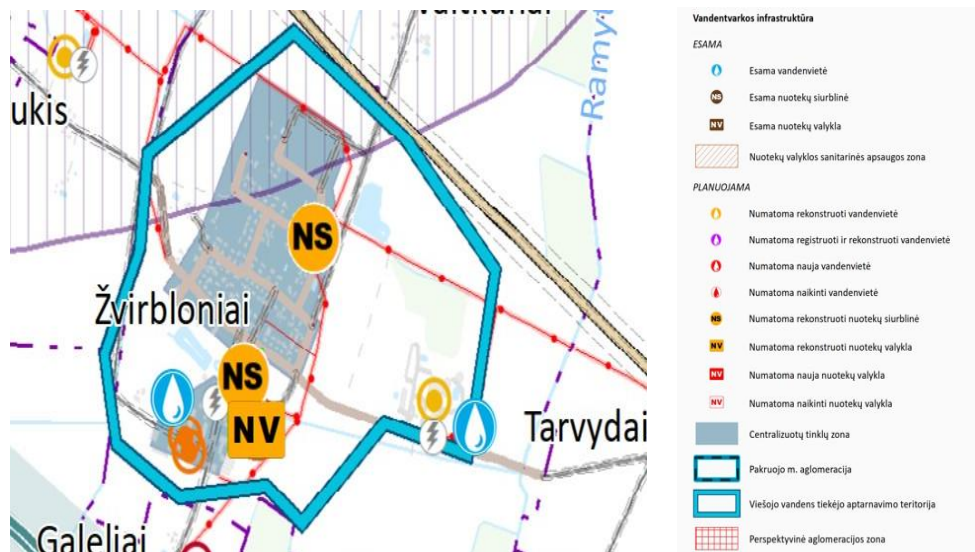 Ramy
ukis
NS
Žvirbloniai
NS
NV
Tarvydai
Galeliai
Vandentvarkos infrastruktūra
ESAMA
Esama vandenvietė
NS Esama nuotekų siurblinė
NV Esama nuotekų valykla
Nuotekų valyklos sanitarinės apsaugos zona
PLANUOJAMA
Numatoma rekonstruoti vandenvietė
Numatoma registruoti ir rekonstruoti vandenvietė
Numatoma nauja vandenvietė
Numatoma naikinti vandenvietė
NS Numatoma rekonstruoti nuotekų siurblinė
NV Numatoma rekonstruoti nuotekų valykla
NV Numatoma nauja nuotekų valykla
NV Numatoma naikinti nuotekų valykla
Centralizuotų tinklų zona
Pakruojo m. aglomeracija
Viešojo vandens tiekėjo aptarnavimo teritorija
Perspektyvinė aglomeracijos zona